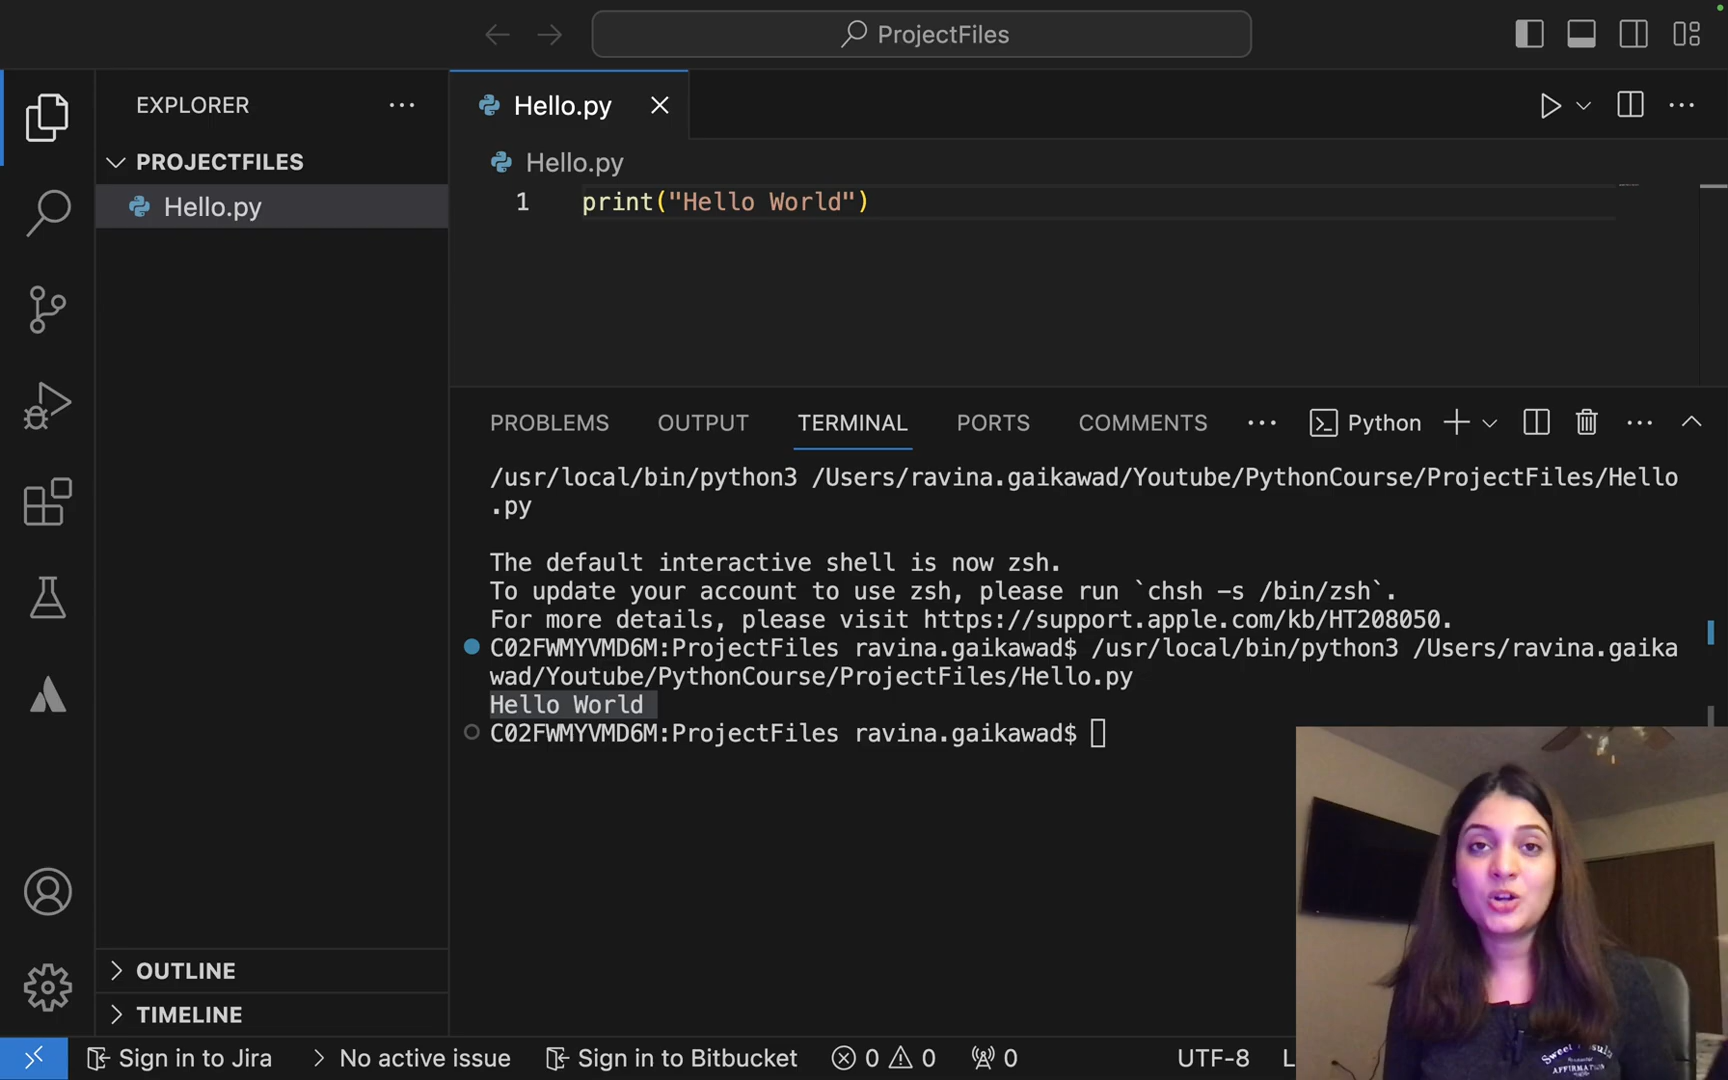 ProjectFiles
EXPLORER
Hello.py
PROJECTFILES
Hello.py
Hello.py
1 print("Hello World")
PROBLEMS OUTPUT TERMINAL PORTS COMMENTS Python
/usr/local/bin/python3 /Users/ravina.gaikawad/Youtube/PythonCourse/ProjectFiles/Hello
.py
The default interactive shell is now zsh.
To update your account to use zsh, please run `chsh -s /bin/zsh`.
For more details, please visit https://support.apple.com/kb/HT208050.
C02FWMYVMD6M:ProjectFiles ravina.gaikawad$ /usr/local/bin/python3 /Users/ravina.gaika
wad/Youtube/PythonCourse/ProjectFiles/Hello.py
Hello World
C02FWMYVMD6M:ProjectFiles ravina.gaikawad$
OUTLINE
TIMELINE
Sign in to Jira No active issue Sign in to Bitbucket 0 0 0 UTF-8 L
Sweet
AFFIRMATION